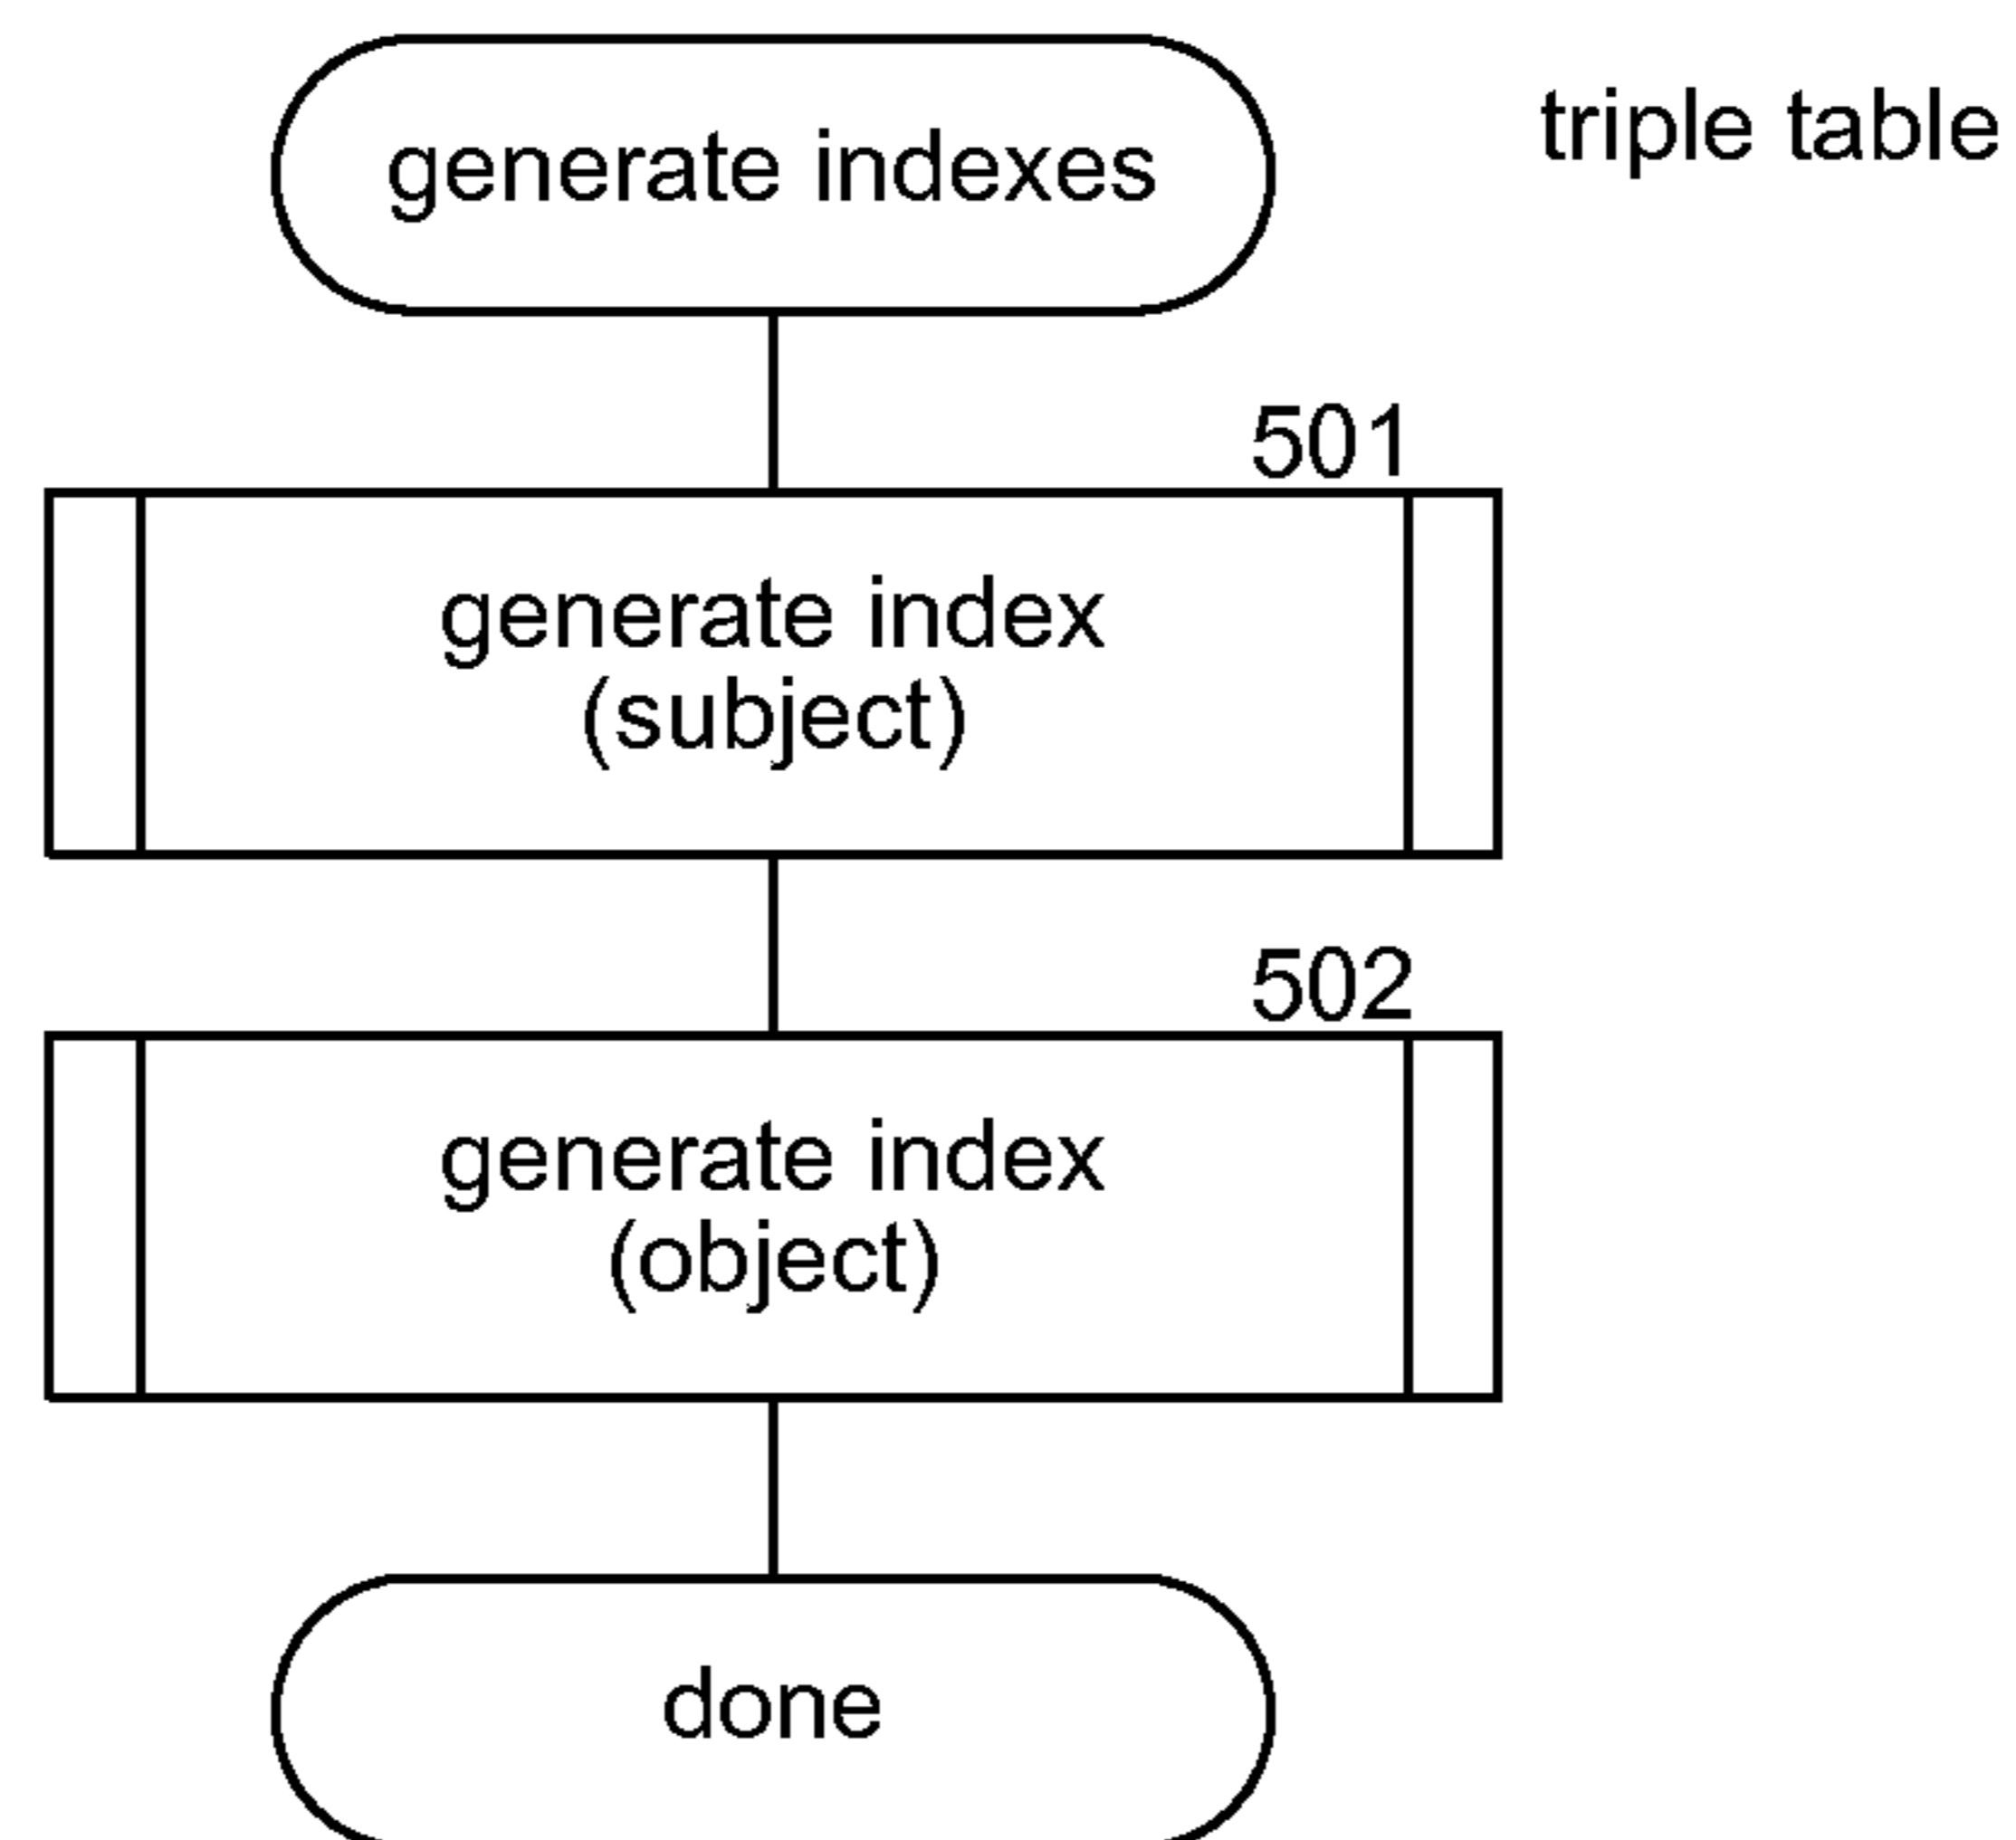 generate indexes
triple table
501
generate index
(subject)
502
generate index
(object)
done